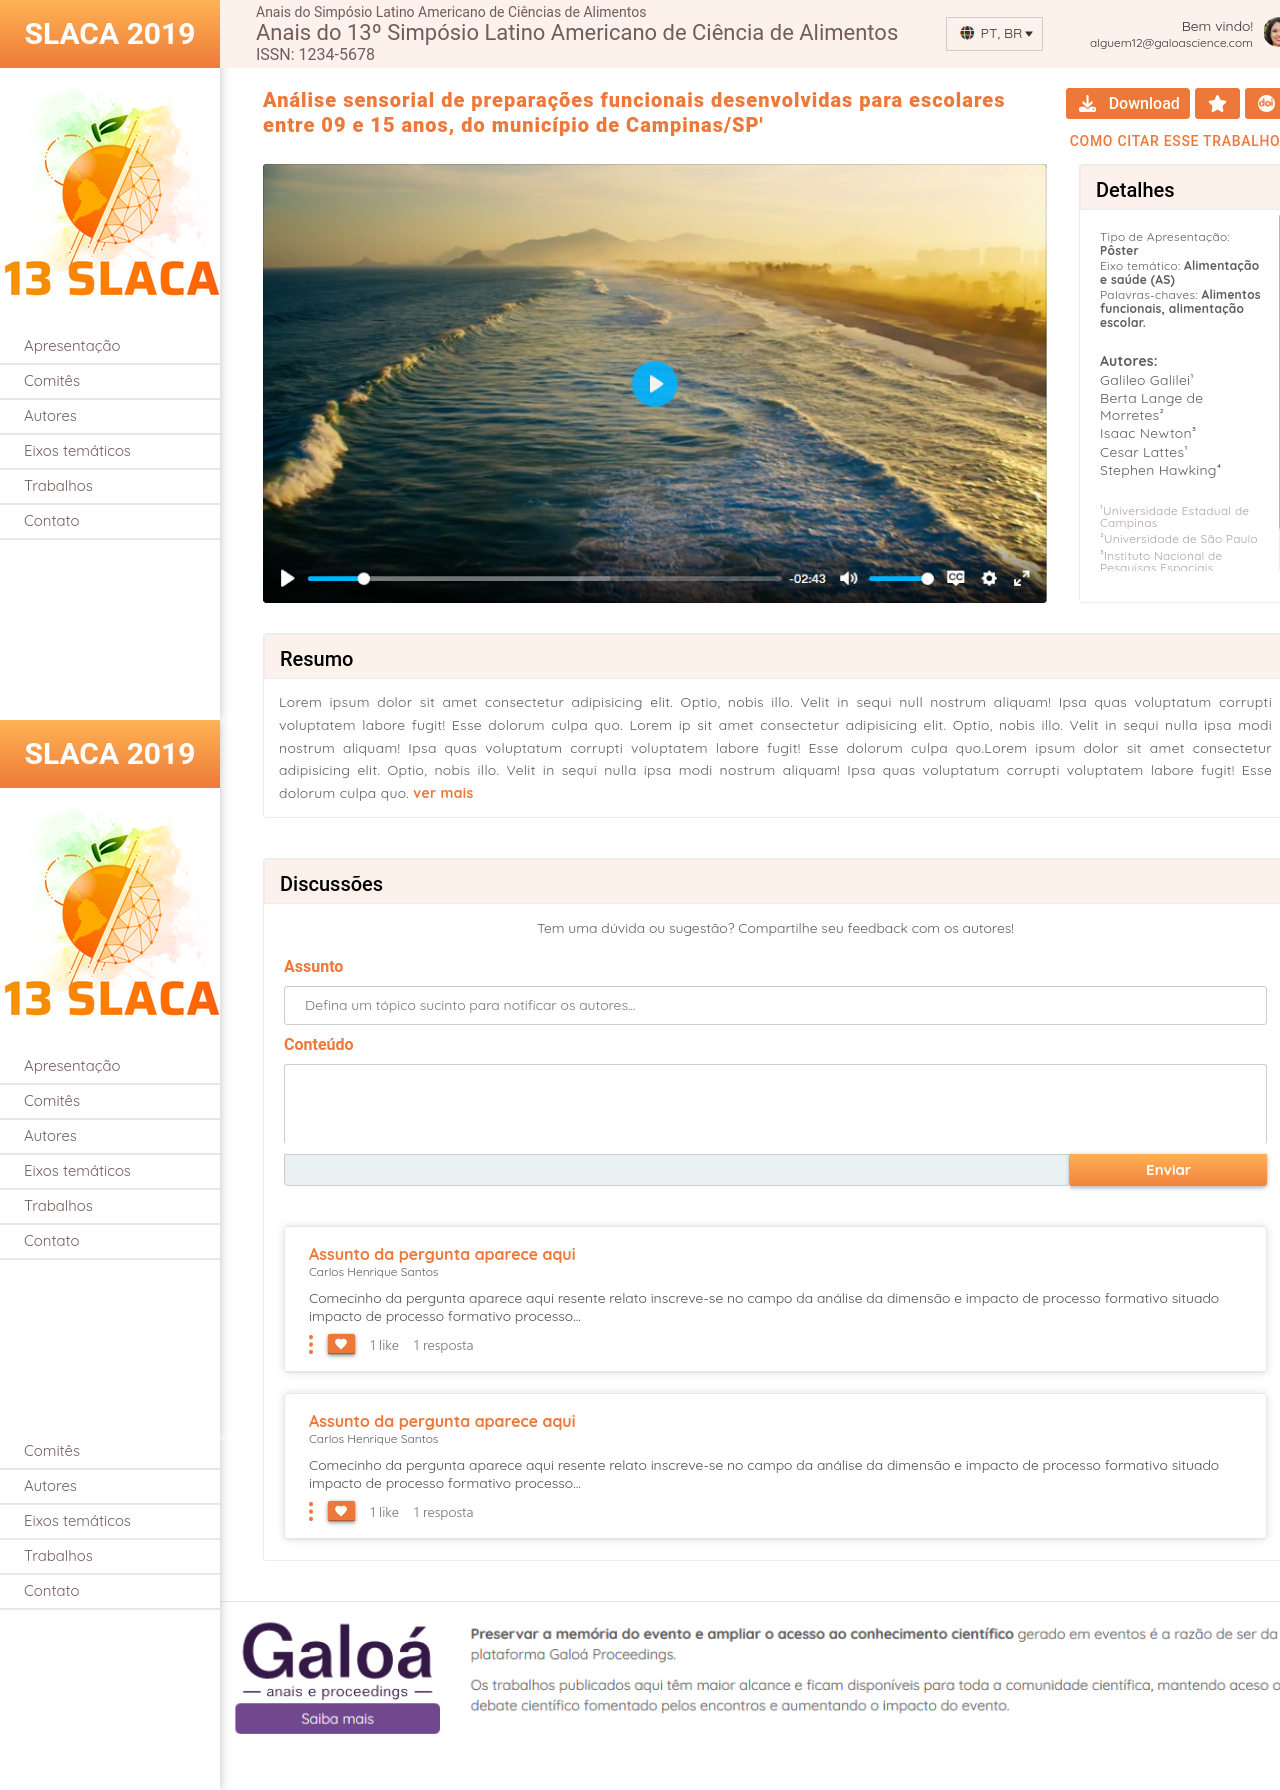 SLACA 2019
Anais do Simpósio Latino Americano de Ciências de Alimentos
Anais do 13º Simpósio Latino Americano de Ciência de Alimentos
ISSN: 1234-5678
PT, BR
Bem vindo!
alguem12@galoascience.com
13 SLACA
Apresentação
Comitês
Autores
Eixos temáticos
Trabalhos
Contato
Análise sensorial de preparações funcionais desenvolvidas para escolares
entre 09 e 15 anos, do município de Campinas/SP'
Download
doi
COMO CITAR ESSE TRABALHO
-02:43
CC
Detalhes
Tipo de Apresentação:
Pôster
Eixo temático: Alimentação
e saúde (AS)
Palavras-chaves: Alimentos
funcionais, alimentação
escolar.
Autores:
Galileo Galilei¹
Berta Lange de
Morretes²
Isaac Newton³
Cesar Lattes¹
Stephen Hawking⁴
¹Universidade Estadual de
Campinas
²Universidade de São Paulo
³Instituto Nacional de
Pesquisas Espaciais
Resumo
Lorem ipsum dolor sit amet consectetur adipisicing elit. Optio, nobis illo. Velit in sequi null nostrum aliquam! Ipsa quas voluptatum corrupti
voluptatem labore fugit! Esse dolorum culpa quo. Lorem ip sit amet consectetur adipisicing elit. Optio, nobis illo. Velit in sequi nulla ipsa modi
nostrum aliquam! Ipsa quas voluptatum corrupti voluptatem labore fugit! Esse dolorum culpa quo.Lorem ipsum dolor sit amet consectetur
adipisicing elit. Optio, nobis illo. Velit in sequi nulla ipsa modi nostrum aliquam! Ipsa quas voluptatum corrupti voluptatem labore fugit! Esse
dolorum culpa quo. ver mais
SLACA 2019
13 SLACA
Apresentação
Comitês
Autores
Eixos temáticos
Trabalhos
Contato
Discussões
Tem uma dúvida ou sugestão? Compartilhe seu feedback com os autores!
Assunto
Defina um tópico sucinto para notificar os autores...
Conteúdo
Enviar
Assunto da pergunta aparece aqui
Carlos Henrique Santos
Comecinho da pergunta aparece aqui resente relato inscreve-se no campo da análise da dimensão e impacto de processo formativo situado
impacto de processo formativo processo...
1 like 1 resposta
Assunto da pergunta aparece aqui
Carlos Henrique Santos
Comecinho da pergunta aparece aqui resente relato inscreve-se no campo da análise da dimensão e impacto de processo formativo situado
impacto de processo formativo processo...
1 like 1 resposta
Comitês
Autores
Eixos temáticos
Trabalhos
Contato
Galoá
anais e proceedings
Saiba mais
Preservar a memória do evento e ampliar o acesso ao conhecimento científico gerado em eventos é a razão de ser da
plataforma Galoá Proceedings.
Os trabalhos publicados aqui têm maior alcance e ficam disponíveis para toda a comunidade científica, mantendo aceso o
debate científico fomentado pelos encontros e aumentando o impacto do evento.